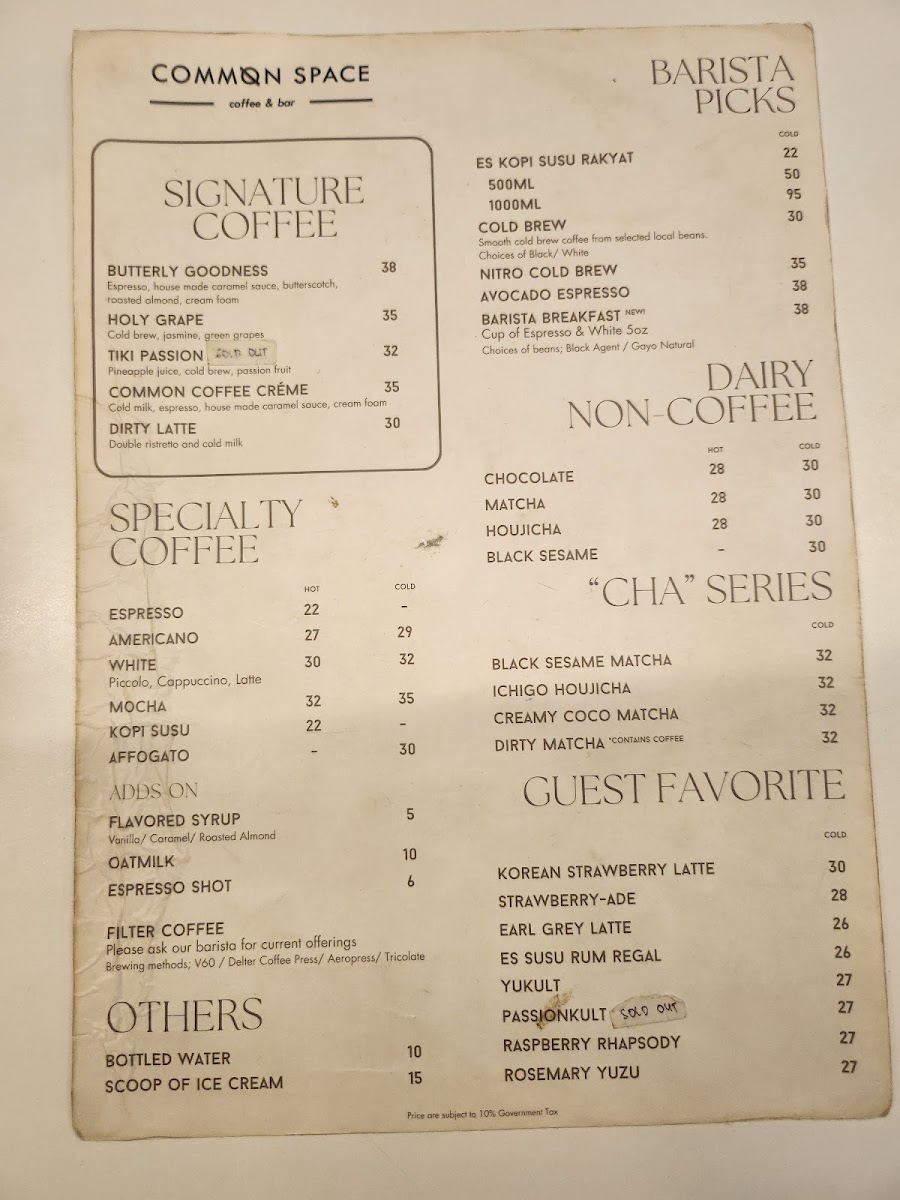 COMMON SPACE
coffee & bar
SIGNATURE
COFFEE
BUTTERLY GOODNESS 38
Espresso, house made caramel sauce, butterscotch,
roasted almond, cream foam
HOLY GRAPE 35
Cold brew, jasmine, green grapes
TIKI PASSION SOLD OUT 32
Pineapple juice, cold brew, passion fruit
COMMON COFFEE CRÉME 35
Cold milk, espresso, house made caramel sauce, cream foam
DIRTY LATTE 30
Double ristretto and cold milk
SPECIALTY
COFFEE
HOT COLD
ESPRESSO 22 -
AMERICANO 27 29
WHITE 30 32
Piccolo, Cappuccino, Latte
MOCHA 32 35
KOPI SUSU 22 -
AFFOGATO - 30
ADDS ON
FLAVORED SYRUP 5
Vanilla/ Caramel/ Roasted Almond
OATMILK 10
ESPRESSO SHOT 6
FILTER COFFEE
Please ask our barista for current offerings
Brewing methods; V60 / Delter Coffee Press/ Aeropress/ Tricolate
OTHERS
BOTTLED WATER 10
SCOOP OF ICE CREAM 15
BARISTA
PICKS
COLD
ES KOPI SUSU RAKYAT 22
500ML 50
1000ML 95
COLD BREW 30
Smooth cold brew coffee from selected local beans.
Choices of Black/ White
NITRO COLD BREW 35
AVOCADO ESPRESSO 38
BARISTA BREAKFAST NEW! 38
Cup of Espresso & White 5oz
Choices of beans; Black Agent / Gayo Natural
DAIRY
NON-COFFEE
HOT COLD
CHOCOLATE 28 30
MATCHA 28 30
HOUJICHA 28 30
BLACK SESAME - 30
“CHA” SERIES
COLD
BLACK SESAME MATCHA 32
ICHIGO HOUJICHA 32
CREAMY COCO MATCHA 32
DIRTY MATCHA *CONTAINS COFFEE 32
GUEST FAVORITE
COLD
KOREAN STRAWBERRY LATTE 30
STRAWBERRY-ADE 28
EARL GREY LATTE 26
ES SUSU RUM REGAL 26
YUKULT 27
PASSIONKULT SOLD OUT 27
RASPBERRY RHAPSODY 27
ROSEMARY YUZU 27
Price are subject to 10% Government Tax